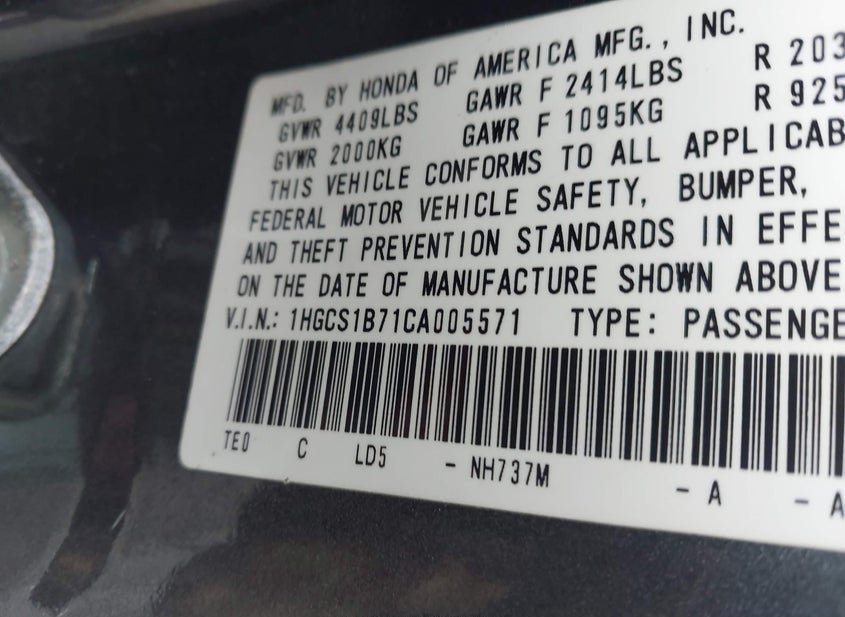 MFD. BY HONDA OF AMERICA MFG., INC.
GVWR 4409LBS GAWR F 2414LBS R 203
GVWR 2000KG GAWR F 1095KG R 925
THIS VEHICLE CONFORMS TO ALL APPLICAB
FEDERAL MOTOR VEHICLE SAFETY, BUMPER,
AND THEFT PREVENTION STANDARDS IN EFFE
ON THE DATE OF MANUFACTURE SHOWN ABOVE
V.I.N.: 1HGCS1B71CA005571 TYPE: PASSENGE
TE0 C LD5 - NH737M - A - A